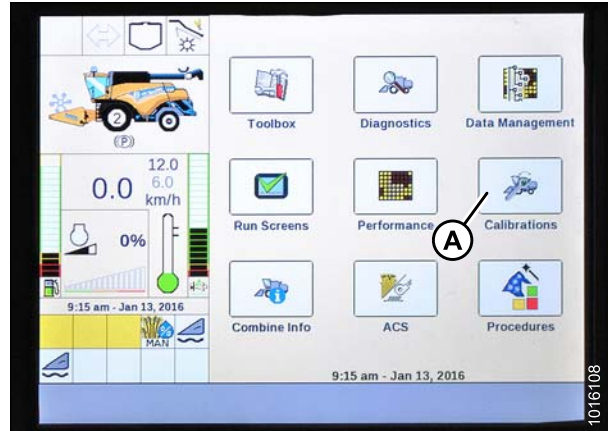 2
(P)
12.0
6.0
0.0
km/h
0%
9:15 am - Jan 13, 2016
MAN
%
Toolbox
Diagnostics
Data Management
Run Screens
Performance
Calibrations
A
Combine Info
ACS
Procedures
9:15 am - Jan 13, 2016
1016108